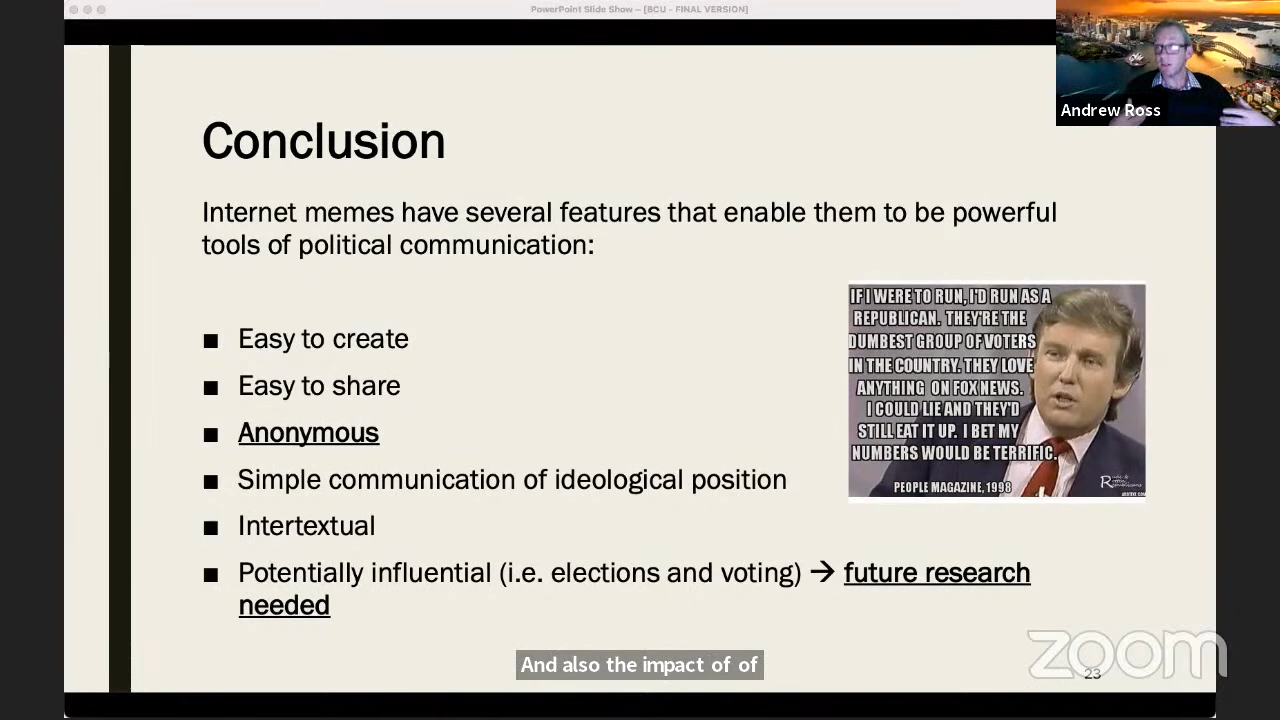 PowerPoint Slide Show – [BCU - FINAL VERSION]
Andrew Ross
Conclusion
Internet memes have several features that enable them to be powerful
tools of political communication:
■ Easy to create
■ Easy to share
■ Anonymous
■ Simple communication of ideological position
■ Intertextual
■ Potentially influential (i.e. elections and voting) → future research
needed
IF I WERE TO RUN, I'D RUN AS A
REPUBLICAN. THEY'RE THE
DUMBEST GROUP OF VOTERS
IN THE COUNTRY. THEY LOVE
ANYTHING ON FOX NEWS.
I COULD LIE AND THEY'D
STILL EAT IT UP. I BET MY
NUMBERS WOULD BE TERRIFIC.
PEOPLE MAGAZINE, 1998
And also the impact of of
zoom
23